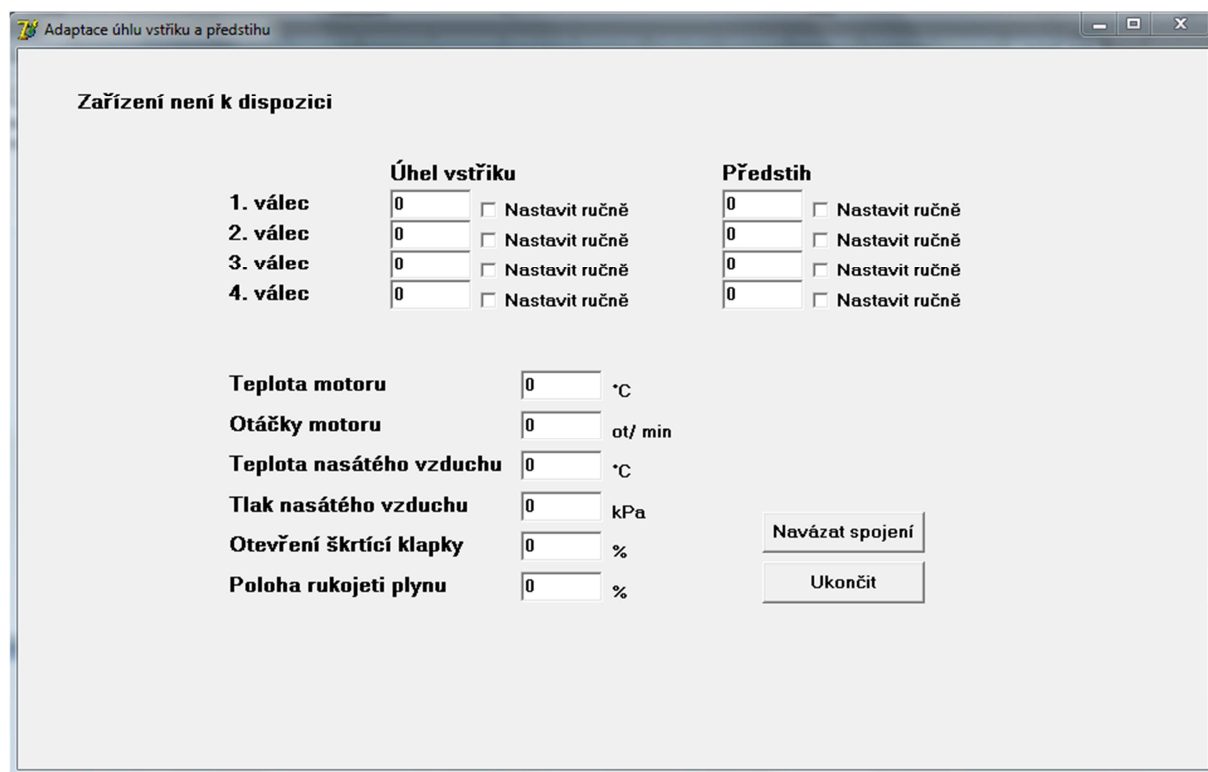 Adaptace úhlu vstřiku a předstihu
Zařízení není k dispozici
Úhel vstřiku Předstih
1. válec 0 Nastavit ručně 0 Nastavit ručně
2. válec 0 Nastavit ručně 0 Nastavit ručně
3. válec 0 Nastavit ručně 0 Nastavit ručně
4. válec 0 Nastavit ručně 0 Nastavit ručně
Teplota motoru 0 °C
Otáčky motoru 0 ot/ min
Teplota nasátého vzduchu 0 °C
Tlak nasátého vzduchu 0 kPa
Otevření škrtící klapky 0 %
Poloha rukojeti plynu 0 %
Navázat spojení
Ukončit